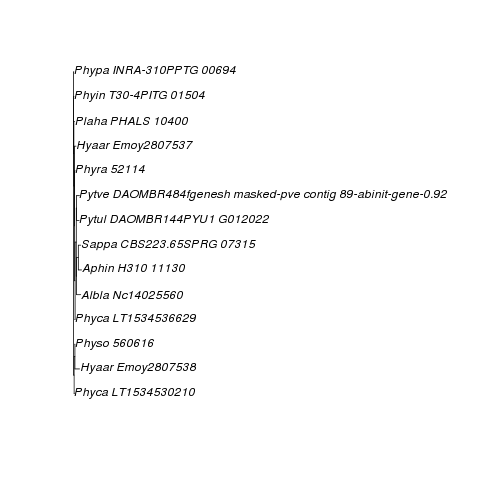 Phypa INRA-310PPTG 00694
Phyin T30-4PITG 01504
Plaha PHALS 10400
Hyaar Emoy2807537
Phyra 52114
Pytve DAOMBR484fgenesh masked-pve contig 89-abinit-gene-0.92
Pytul DAOMBR144PYU1 G012022
Sappa CBS223.65SPRG 07315
Aphin H310 11130
Albla Nc14025560
Phyca LT1534536629
Physo 560616
Hyaar Emoy2807538
Phyca LT1534530210